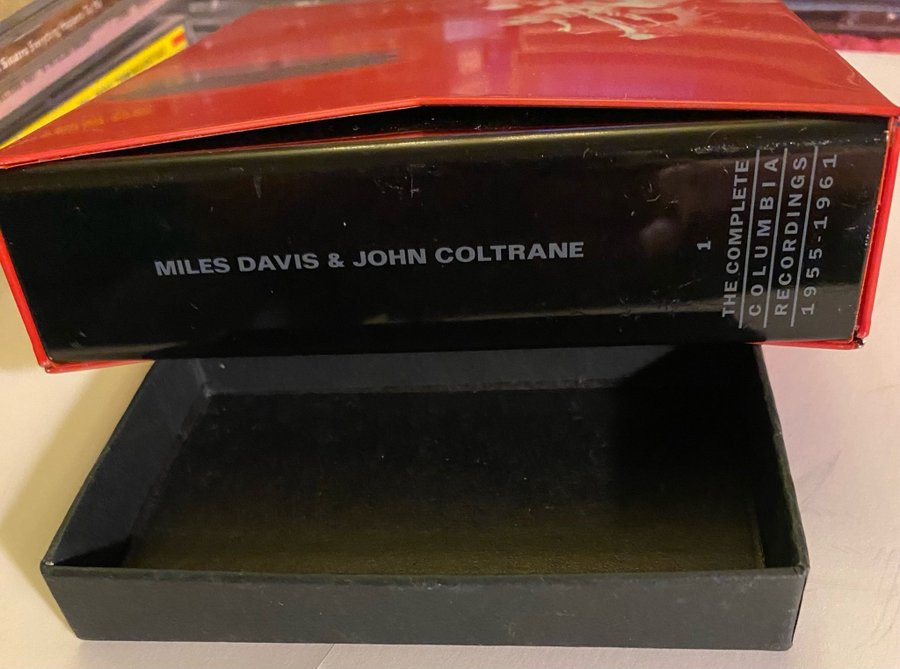 MILES DAVIS & JOHN COLTRANE
1
THE COMPLETE
COLUMBIA
RECORDINGS
1955-1961